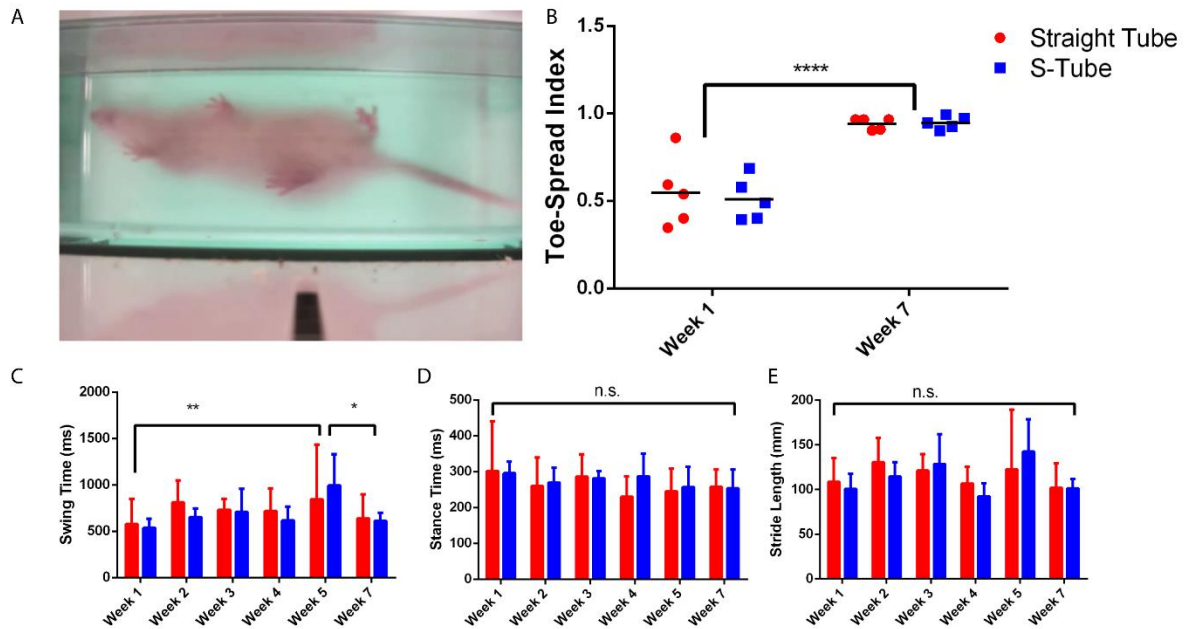 A
B
Toe-Spread Index
1.5
1.0
0.5
0.0
****
Week 1
Week 7
Straight Tube
S-Tube
C
Swing Time (ms)
2000
1500
1000
500
0
**
*
Week 1
Week 2
Week 3
Week 4
Week 5
Week 7
D
Stance Time (ms)
500
400
300
200
100
0
n.s.
Week 1
Week 2
Week 3
Week 4
Week 5
Week 7
E
Stride Length (mm)
200
150
100
50
0
n.s.
Week 1
Week 2
Week 3
Week 4
Week 5
Week 7